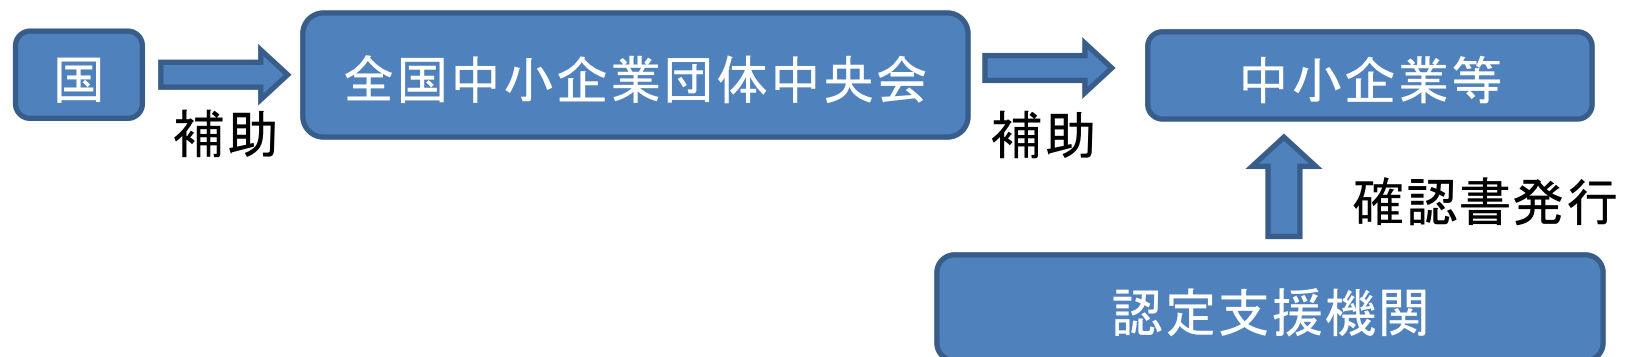 国
補助
全国中小企業団体中央会
補助
中小企業等
確認書発行
認定支援機関